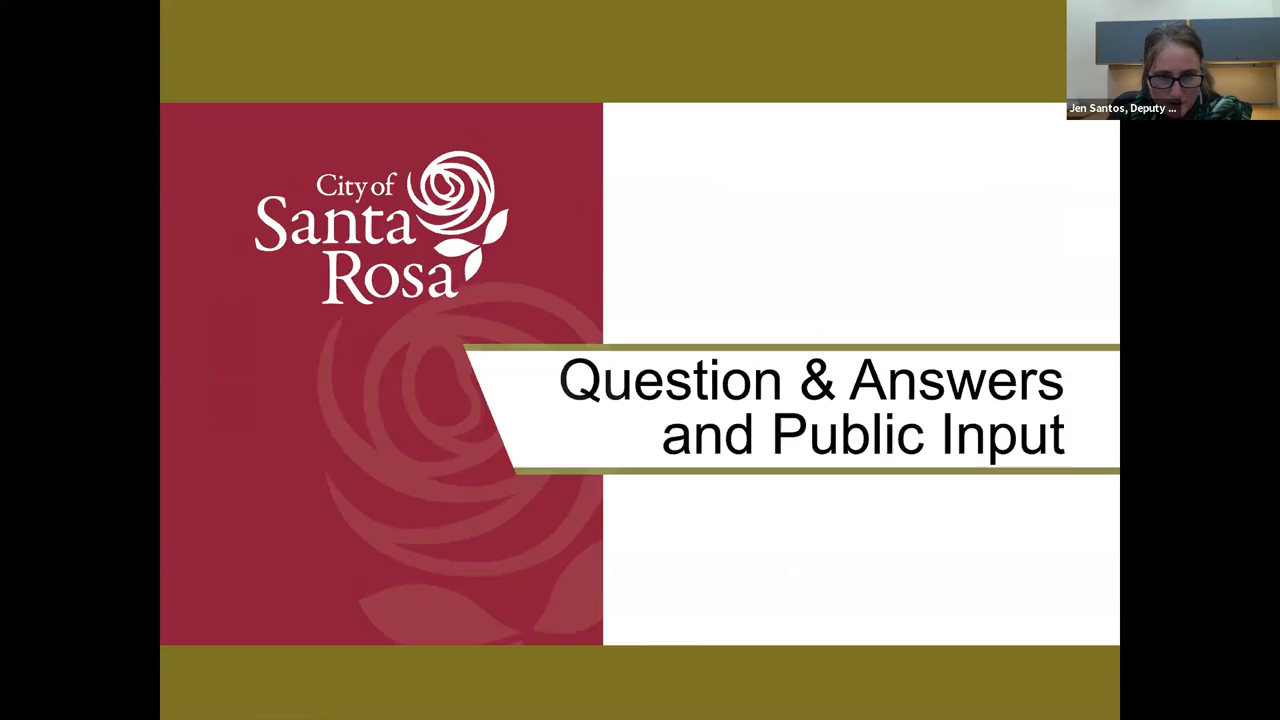 Jen Santos, Deputy ...
City of
Santa
Rosa
Question & Answers
and Public Input